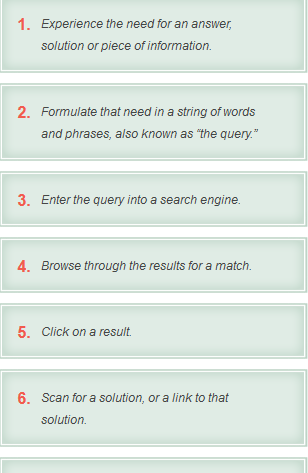 1. Experience the need for an answer,
solution or piece of information.
2. Formulate that need in a string of words
and phrases, also known as “the query.”
3. Enter the query into a search engine.
4. Browse through the results for a match.
5. Click on a result.
6. Scan for a solution, or a link to that
solution.